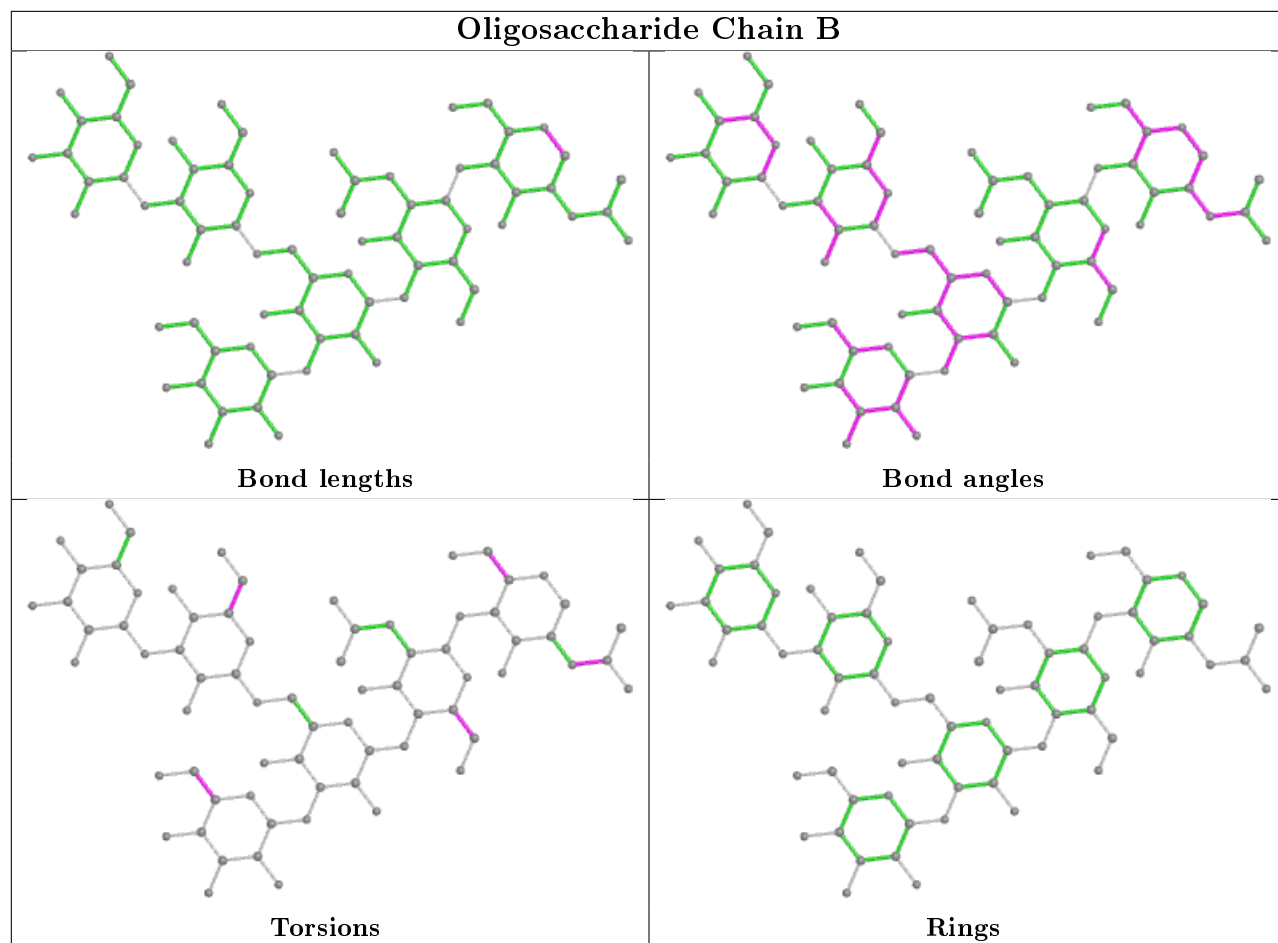 Oligosaccharide Chain B
Bond lengths
Bond angles
Torsions
Rings